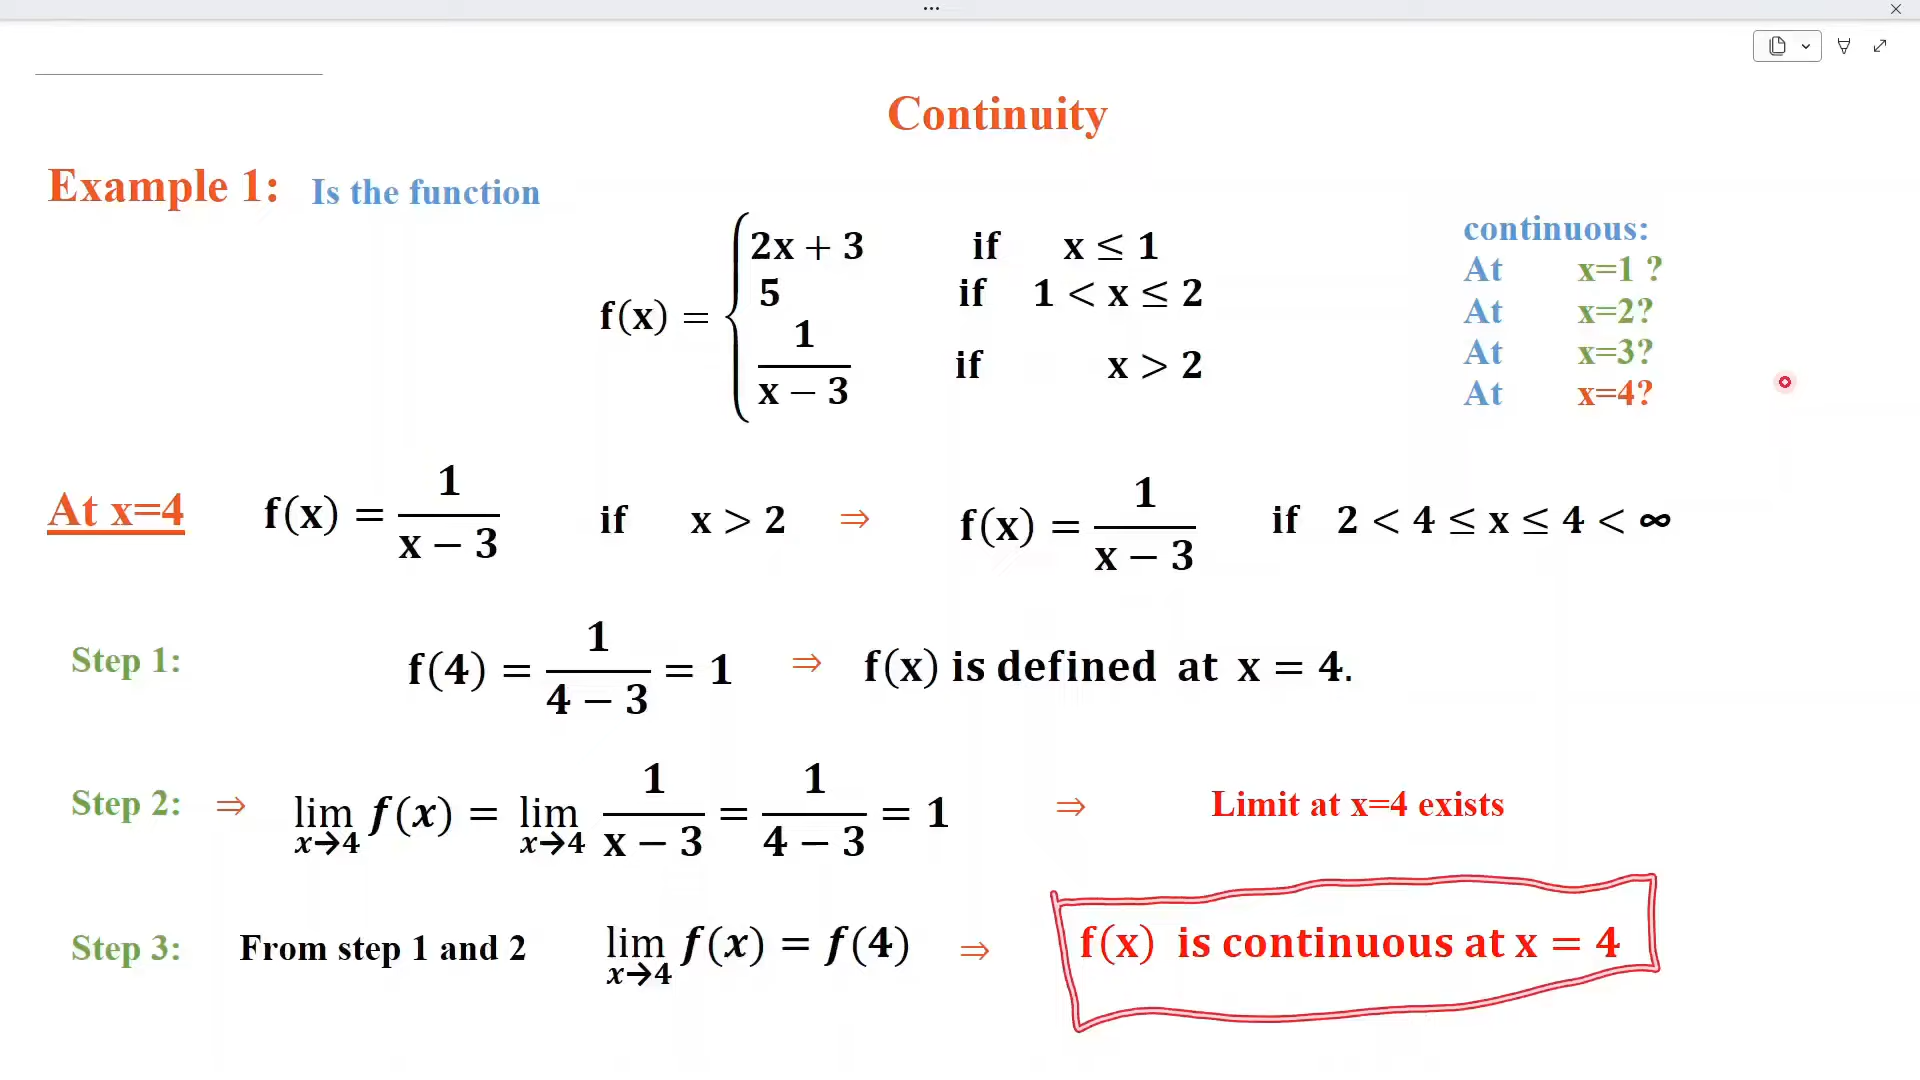 Continuity
Example 1: Is the function
f(x) = { 2x + 3 if x ≤ 1
5 if 1 < x ≤ 2
1/(x − 3) if x > 2
continuous:
At x=1 ?
At x=2?
At x=3?
At x=4?
At x=4 f(x) = 1/(x − 3) if x > 2 ⇒ f(x) = 1/(x − 3) if 2 < 4 ≤ x ≤ 4 < ∞
Step 1: f(4) = 1/(4 − 3) = 1 ⇒ f(x) is defined at x = 4.
Step 2: ⇒ lim x→4 f(x) = lim x→4 1/(x − 3) = 1/(4 − 3) = 1 ⇒ Limit at x=4 exists
Step 3: From step 1 and 2 lim x→4 f(x) = f(4) ⇒ f(x) is continuous at x = 4